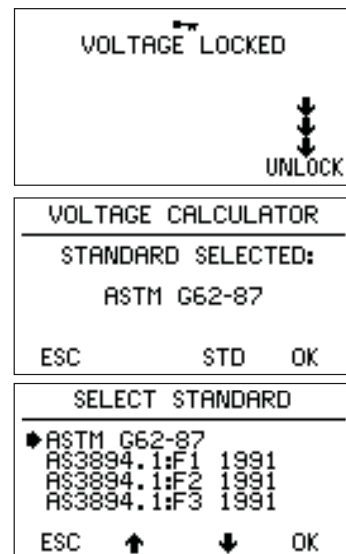 VOLTAGE LOCKED
UNLOCK
VOLTAGE CALCULATOR
STANDARD SELECTED:
ASTM G62-87
ESC STD OK
SELECT STANDARD
ASTM G62-87
AS3894.1:F1 1991
AS3894.1:F2 1991
AS3894.1:F3 1991
ESC OK